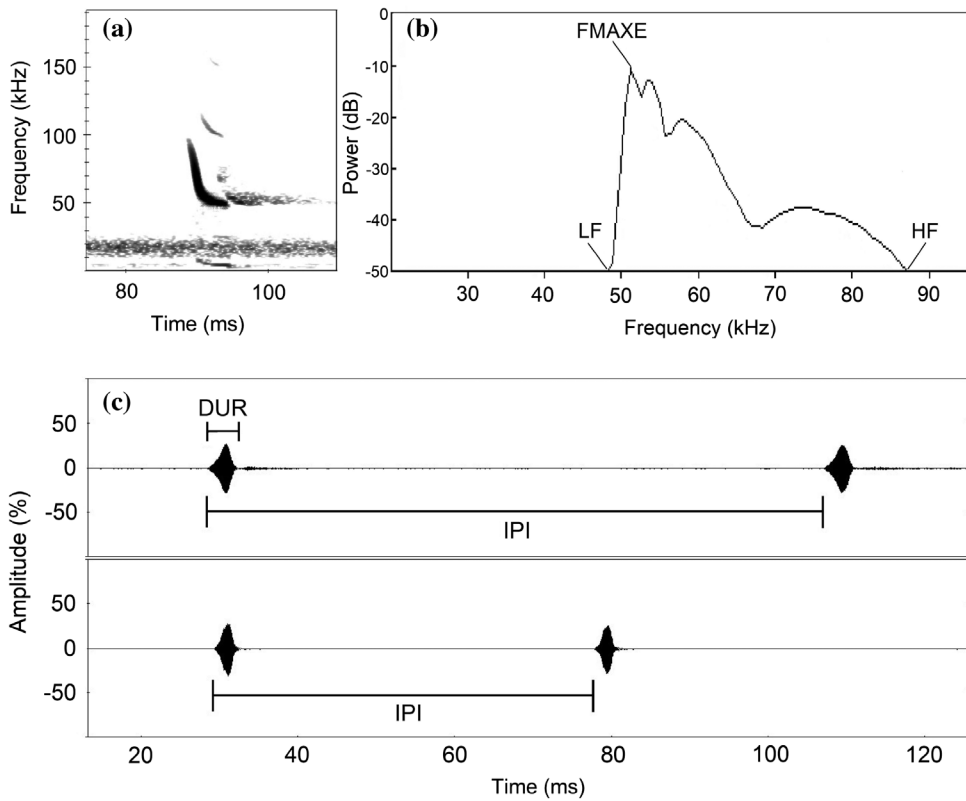 (a)
150
100
50
Frequency (kHz)
80
100
Time (ms)
(b)
FMAXE
0
-10
-20
-30
-40
-50
Power (dB)
LF
HF
30
40
50
60
70
80
90
Frequency (kHz)
(c)
DUR
50
0
-50
IPI
50
0
-50
IPI
Amplitude (%)
20
40
60
80
100
120
Time (ms)